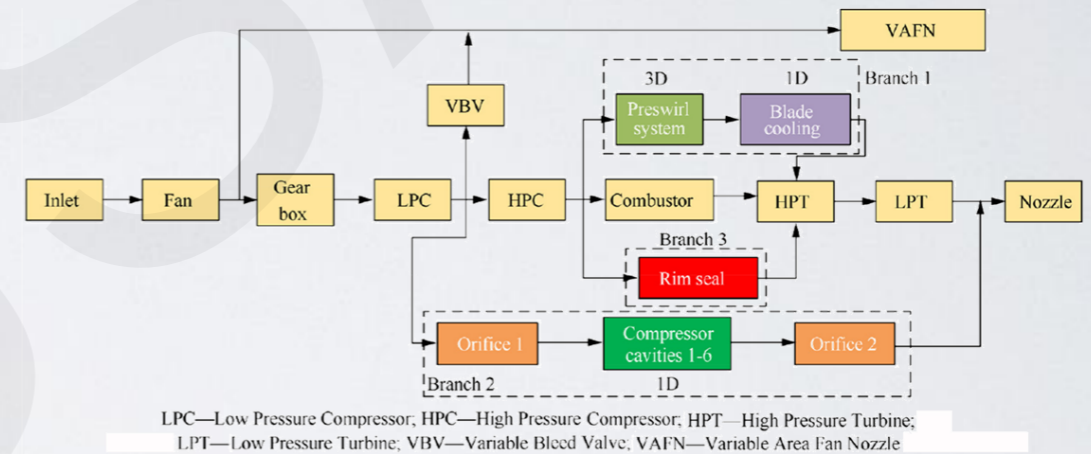 VAFN
3D
1D
Branch 1
VBV
Preswirl
system
Blade
cooling
Inlet
Fan
Gear
box
LPC
HPC
Combustor
HPT
LPT
Nozzle
Branch 3
Rim seal
Orifice 1
Compressor
cavities 1-6
Orifice 2
Branch 2
1D
LPC—Low Pressure Compressor; HPC—High Pressure Compressor; HPT—High Pressure Turbine;
LPT—Low Pressure Turbine; VBV—Variable Bleed Valve; VAFN—Variable Area Fan Nozzle